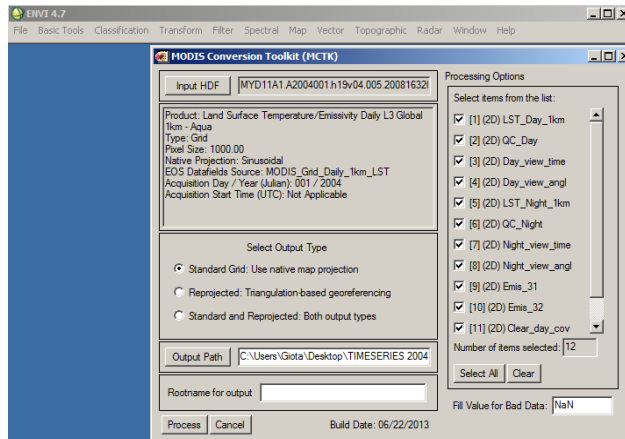 ENVI 4.7
File Basic Tools Classification Transform Filter Spectral Map Vector Topographic Radar Window Help
MODIS Conversion Toolkit (MCTK)
Input HDF MYD11A1.A2004001.h19v04.005.200816320
Product: Land Surface Temperature/Emissivity Daily L3 Global
1km - Aqua
Type: Grid
Pixel Size: 1000.00
Native Projection: Sinusoidal
EOS Datafields Source: MODIS_Grid_Daily_1km_LST
Acquisition Day / Year (Julian): 001 / 2004
Acquisition Start Time (UTC): Not Applicable
Select Output Type
Standard Grid: Use native map projection
Reprojected: Triangulation-based georeferencing
Standard and Reprojected: Both output types
Output Path C:\Users\Giota\Desktop\TIMESERIES 2004
Rootname for output
Process Cancel Build Date: 06/22/2013
Processing Options
Select items from the list:
[1] (2D) LST_Day_1km
[2] (2D) QC_Day
[3] (2D) Day_view_time
[4] (2D) Day_view_angl
[5] (2D) LST_Night_1km
[6] (2D) QC_Night
[7] (2D) Night_view_time
[8] (2D) Night_view_angl
[9] (2D) Emis_31
[10] (2D) Emis_32
[11] (2D) Clear_day_cov
Number of items selected: 12
Select All Clear
Fill Value for Bad Data: NaN